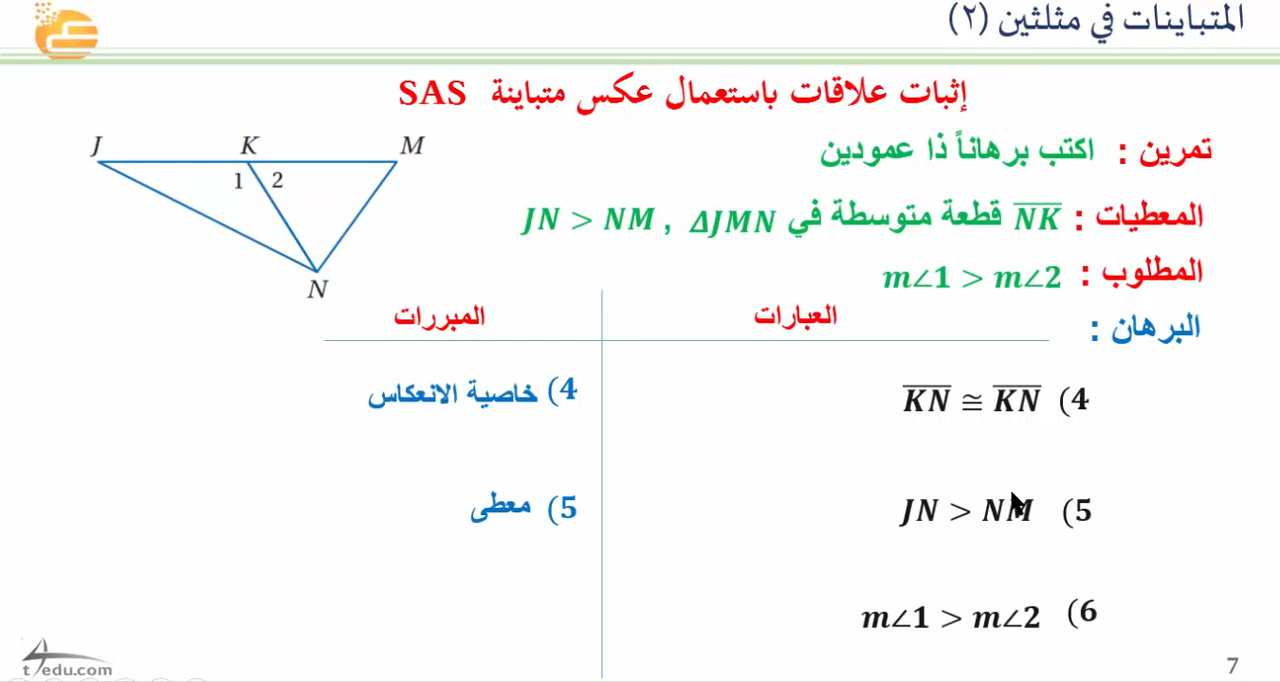 المتباينات في مثلثين (٢)
إثبات علاقات باستعمال عكس متباينة SAS
تمرين : اكتب برهاناً ذا عمودين
J K M
1 2
N
المعطيات : NK قطعة متوسطة في ΔJMN , JN > NM
المطلوب : m∠1 > m∠2
البرهان :
العبارات المبررات
4) KN ≅ KN 4) خاصية الانعكاس
5) JN > NM 5) معطى
6) m∠1 > m∠2
t4edu.com
7